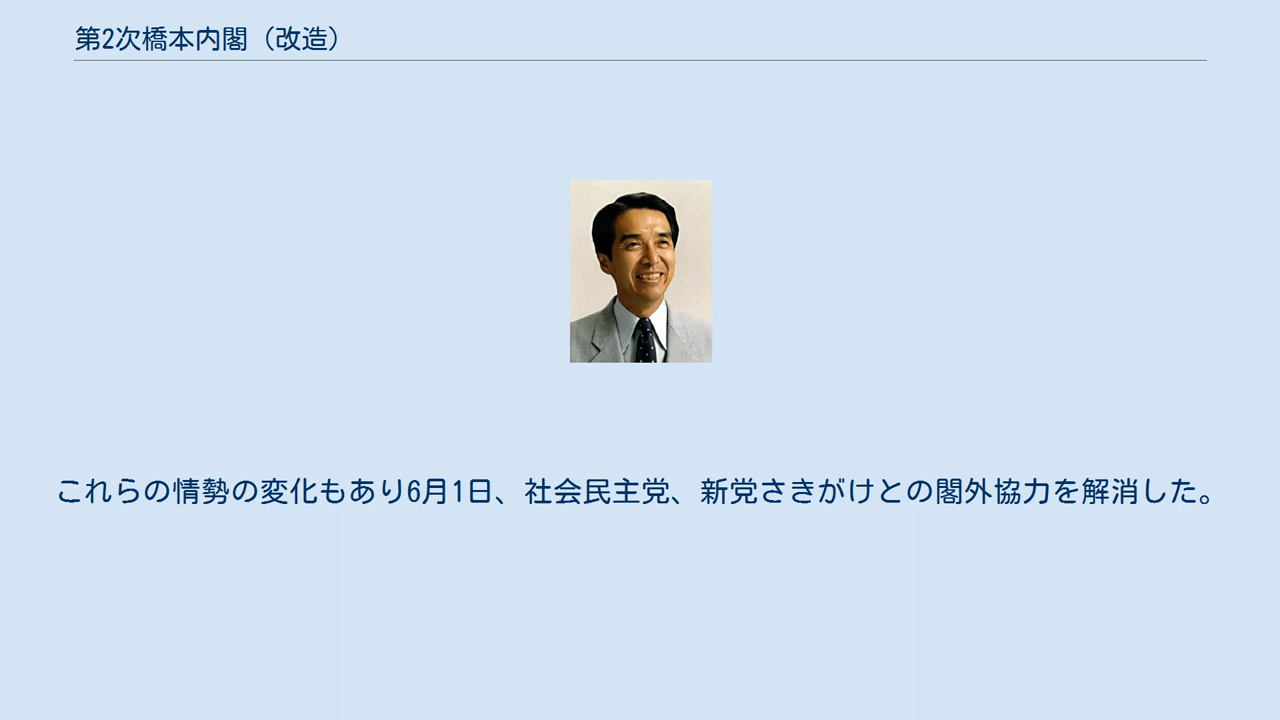 第2次橋本内閣（改造）
これらの情勢の変化もあり6月1日、社会民主党、新党さきがけとの閣外協力を解消した。